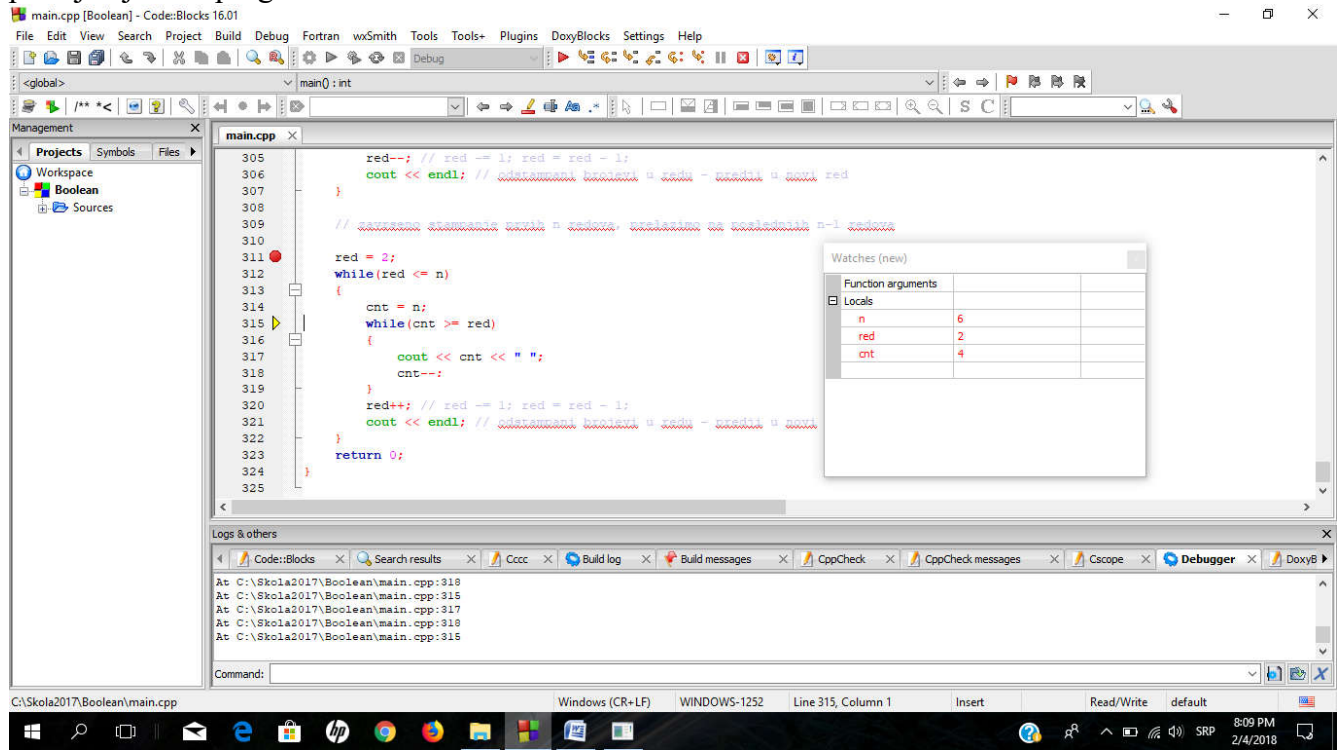 main.cpp [Boolean] - Code::Blocks 16.01
File Edit View Search Project Build Debug Fortran wxSmith Tools Tools+ Plugins DoxyBlocks Settings Help
Debug
<global> main() : int
/** *< .* S C
Management
Projects Symbols Files
Workspace
Boolean
Sources
main.cpp
305 red--; // red -= 1; red = red - 1;
306 cout << endl; // odstampani brojevi u redu - predji u novi red
307 }
308
309 // zavrseno stampanje prvih n redova, prelazimo na poslednjih n-1 redova
310
311 red = 2;
312 while(red <= n)
313 {
314 cnt = n;
315 while(cnt >= red)
316 {
317 cout << cnt << " ";
318 cnt--;
319 }
320 red++; // red -= 1; red = red - 1;
321 cout << endl; // odstampani brojevi u redu - predji u novi
322 }
323 return 0;
324 }
325
Watches (new)
Function arguments
Locals
n 6
red 2
cnt 4
Logs & others
Code::Blocks Search results Cccc Build log Build messages CppCheck CppCheck messages Cscope Debugger DoxyB
At C:\Skola2017\Boolean\main.cpp:318
At C:\Skola2017\Boolean\main.cpp:315
At C:\Skola2017\Boolean\main.cpp:317
At C:\Skola2017\Boolean\main.cpp:318
At C:\Skola2017\Boolean\main.cpp:315
Command:
C:\Skola2017\Boolean\main.cpp Windows (CR+LF) WINDOWS-1252 Line 315, Column 1 Insert Read/Write default
hp SRP 8:09 PM
2/4/2018